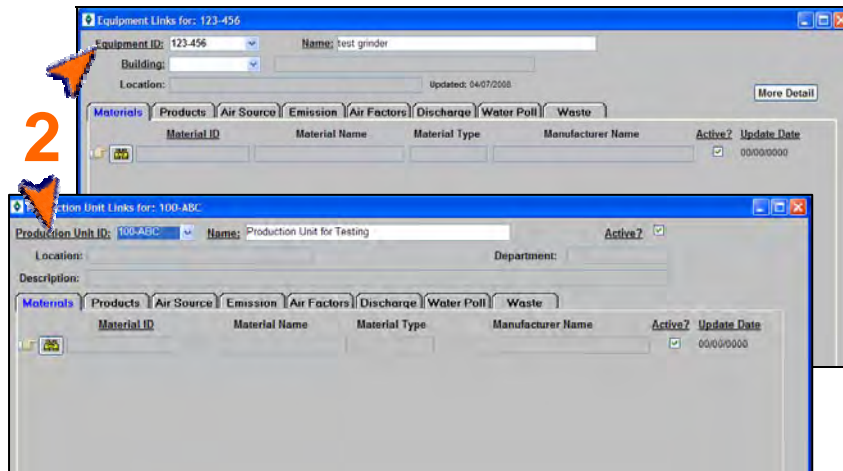 Equipment Links for: 123-456
Equipment ID: 123-456 Name: test grinder
Building:
Location: Updated: 04/07/2008
More Detail
Materials Products Air Source Emission Air Factors Discharge Water Poll Waste
Material ID Material Name Material Type Manufacturer Name Active? Update Date
00/00/0000
2
Production Unit Links for: 100-ABC
Production Unit ID: 100-ABC Name: Production Unit for Testing Active?
Location: Department:
Description:
Materials Products Air Source Emission Air Factors Discharge Water Poll Waste
Material ID Material Name Material Type Manufacturer Name Active? Update Date
00/00/0000